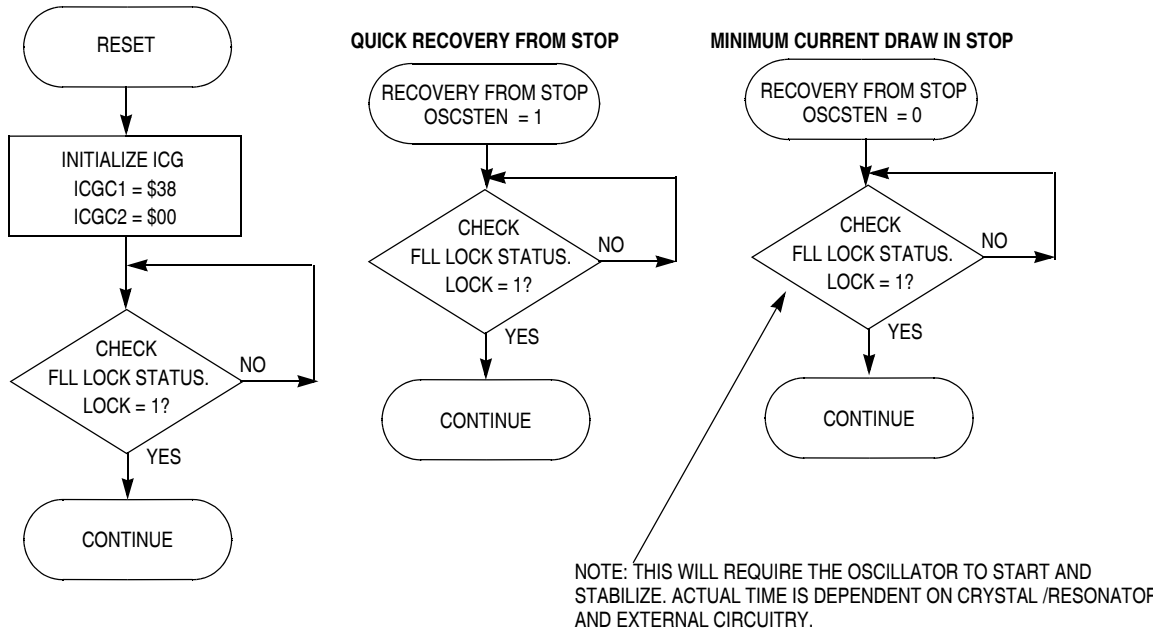 RESET
INITIALIZE ICG
ICGC1 = $38
ICGC2 = $00
CHECK
FLL LOCK STATUS.
LOCK = 1?
NO
YES
CONTINUE
QUICK RECOVERY FROM STOP
RECOVERY FROM STOP
OSCSTEN = 1
CHECK
FLL LOCK STATUS.
LOCK = 1?
NO
YES
CONTINUE
MINIMUM CURRENT DRAW IN STOP
RECOVERY FROM STOP
OSCSTEN = 0
CHECK
FLL LOCK STATUS.
LOCK = 1?
NO
YES
CONTINUE
NOTE: THIS WILL REQUIRE THE OSCILLATOR TO START AND
STABILIZE. ACTUAL TIME IS DEPENDENT ON CRYSTAL /RESONATOR
AND EXTERNAL CIRCUITRY.